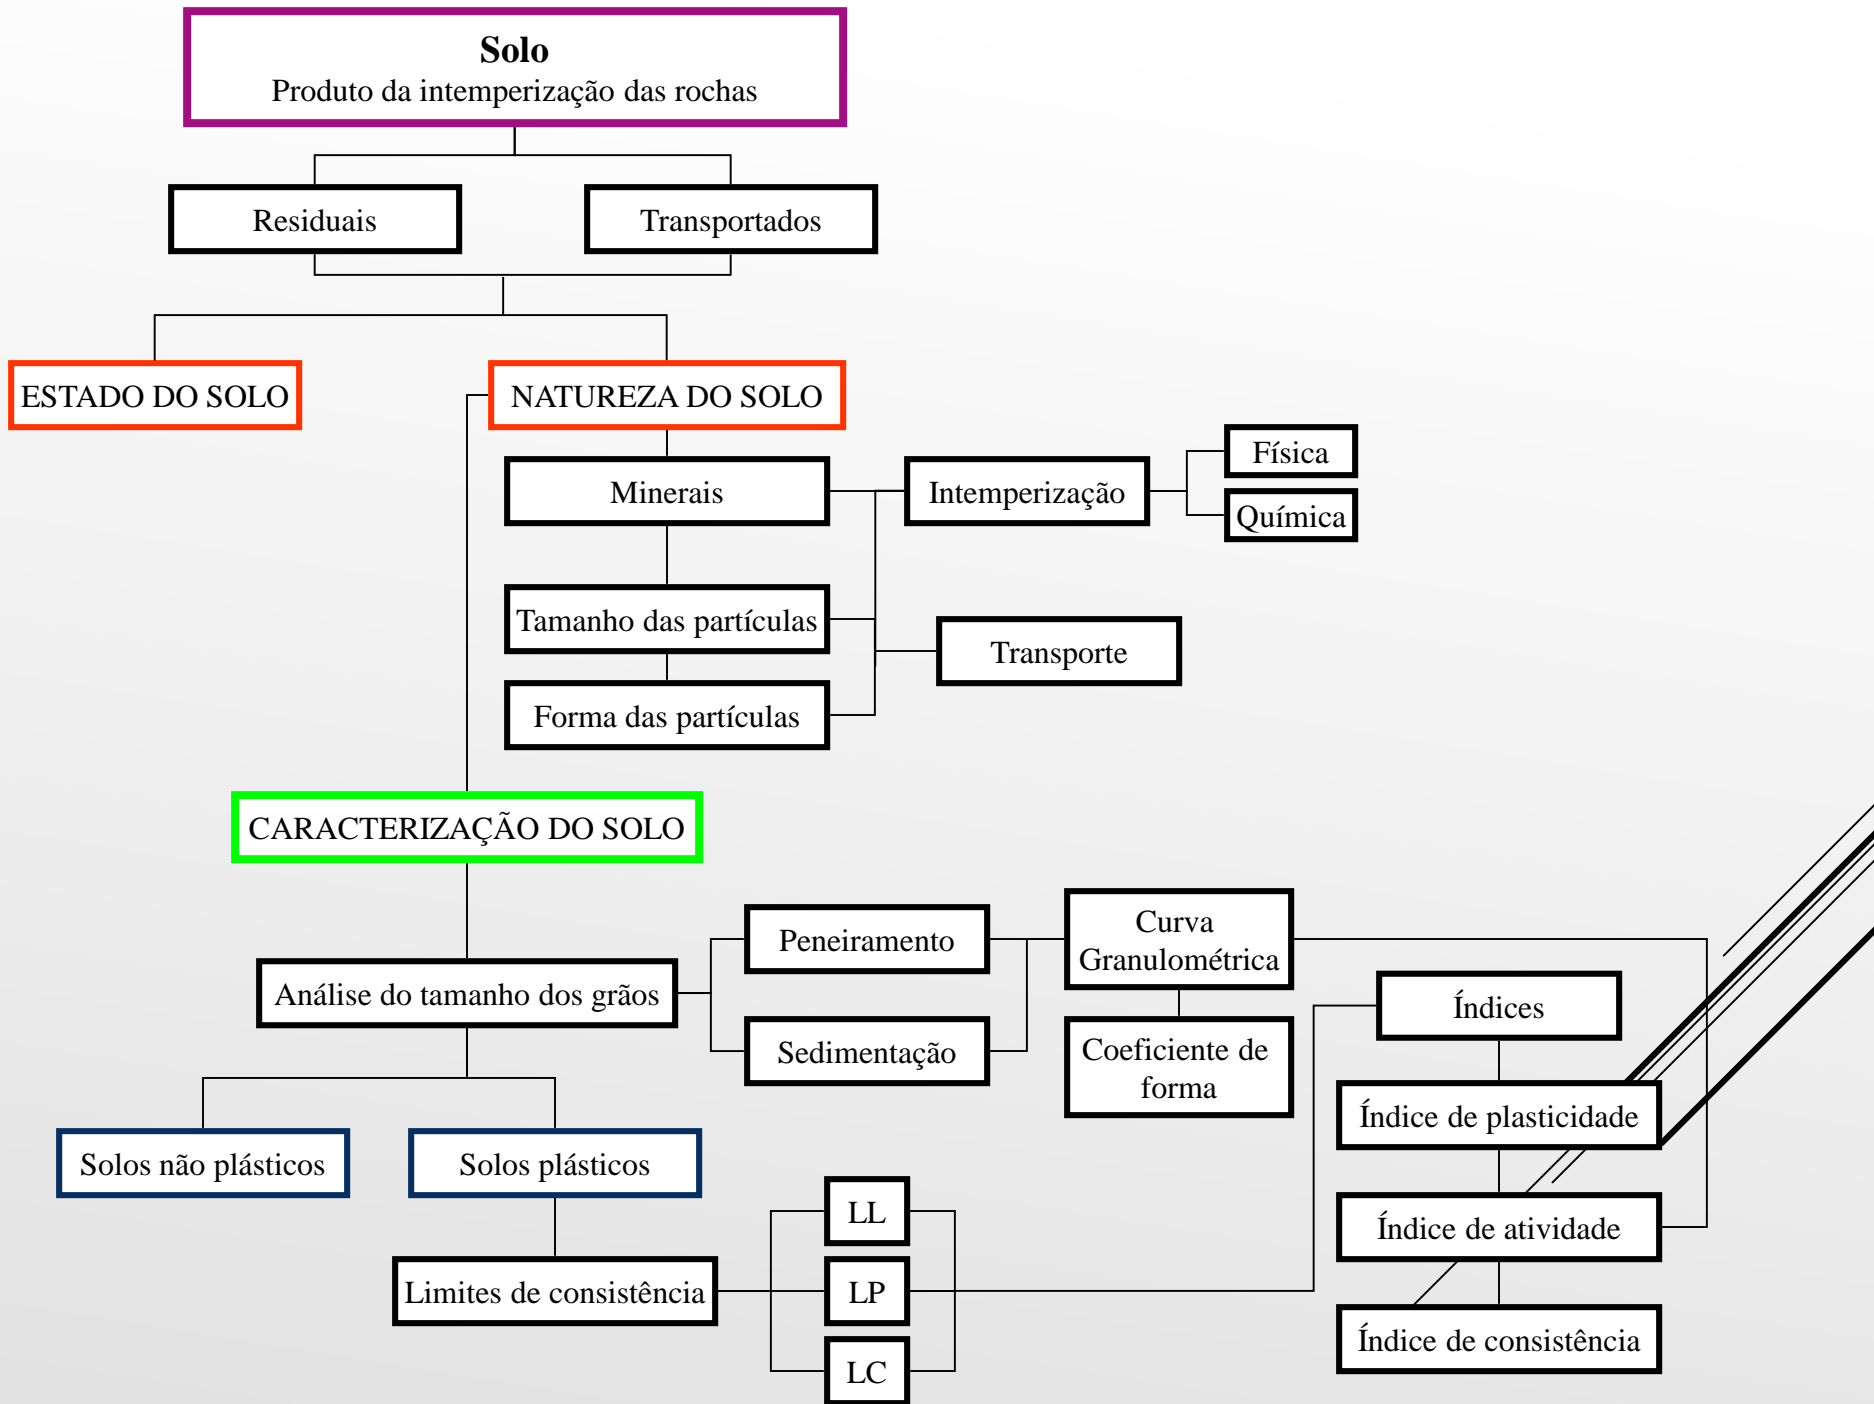 Solo
Produto da intemperização das rochas
Residuais
Transportados
ESTADO DO SOLO
NATUREZA DO SOLO
Minerais
Intemperização
Física
Química
Tamanho das partículas
Transporte
Forma das partículas
CARACTERIZAÇÃO DO SOLO
Análise do tamanho dos grãos
Peneiramento
Sedimentação
Curva
Granulométrica
Coeficiente de
forma
Índices
Índice de plasticidade
Índice de atividade
Índice de consistência
Solos não plásticos
Solos plásticos
Limites de consistência
LL
LP
LC